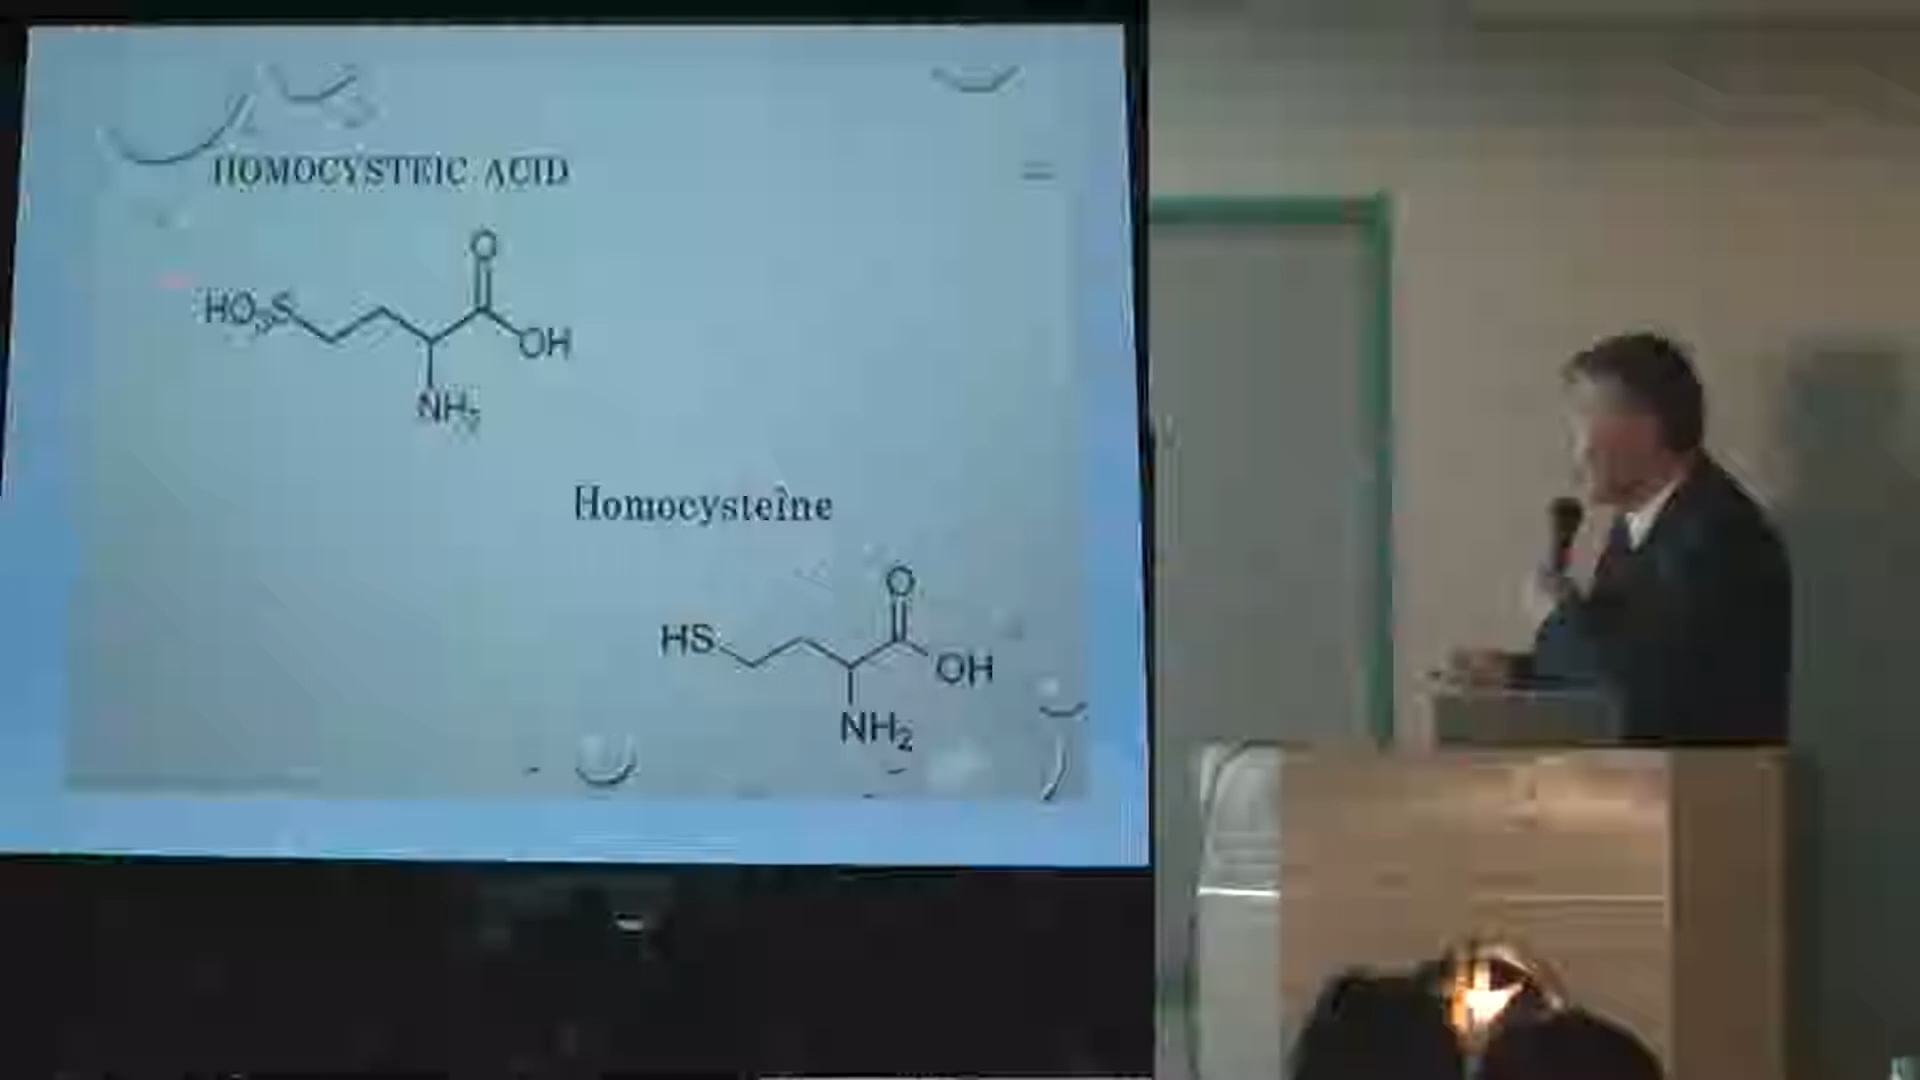 HOMOCYSTEIC ACID
O
HO₃S
OH
NH₂
Homocysteine
O
HS
OH
NH₂